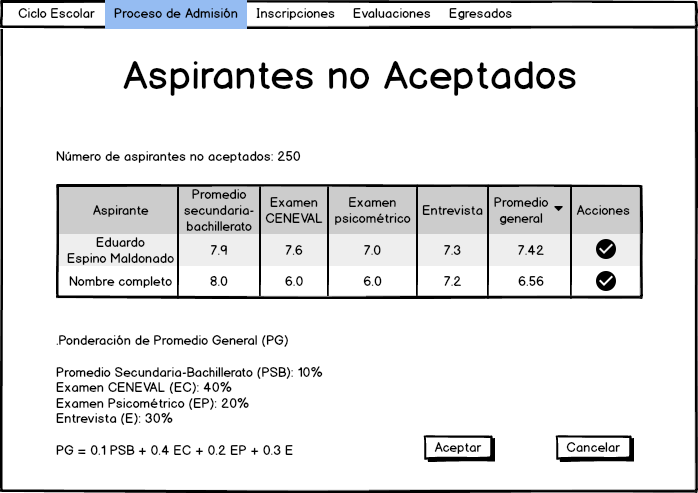 Ciclo Escolar Proceso de Admisión Inscripciones Evaluaciones Egresados
Aspirantes no Aceptados
Número de aspirantes no aceptados: 250
Aspirante
Promedio
secundaria-
bachillerato
Examen
CENEVAL
Examen
psicométrico
Entrevista
Promedio
general
Acciones
Eduardo
Espino Maldonado
7.9 7.6 7.0 7.3 7.42
Nombre completo 8.0 6.0 6.0 7.2 6.56
.Ponderación de Promedio General (PG)
Promedio Secundaria-Bachillerato (PSB): 10%
Examen CENEVAL (EC): 40%
Examen Psicométrico (EP): 20%
Entrevista (E): 30%
PG = 0.1 PSB + 0.4 EC + 0.2 EP + 0.3 E
Aceptar
Cancelar